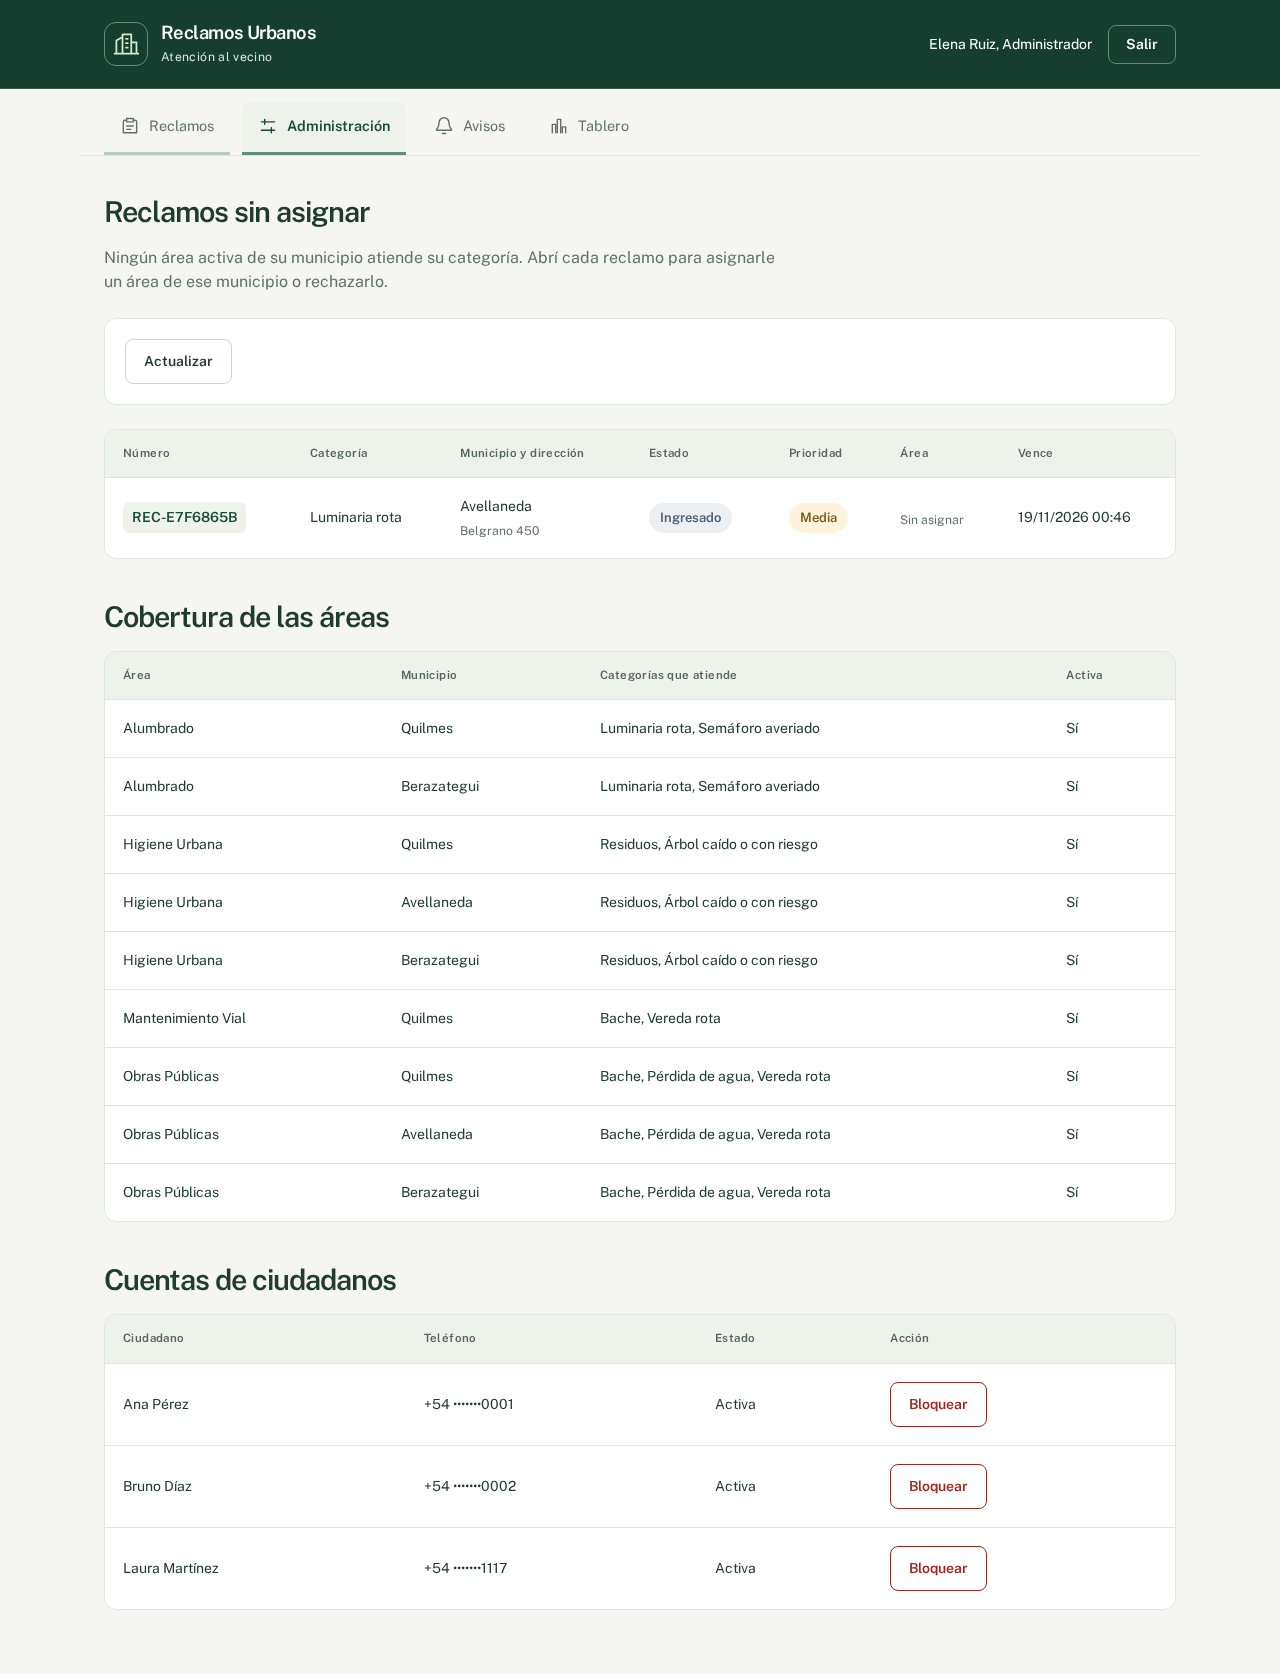 Reclamos Urbanos
Atención al vecino
Elena Ruiz, Administrador
Salir
Reclamos
Administración
Avisos
Tablero
Reclamos sin asignar
Ningún área activa de su municipio atiende su categoría. Abrí cada reclamo para asignarle
un área de ese municipio o rechazarlo.
Actualizar
Número Categoría Municipio y dirección Estado Prioridad Área Vence
REC-E7F6865B Luminaria rota Avellaneda Ingresado Media Sin asignar 19/11/2026 00:46
Belgrano 450
Cobertura de las áreas
Área Municipio Categorías que atiende Activa
Alumbrado Quilmes Luminaria rota, Semáforo averiado Sí
Alumbrado Berazategui Luminaria rota, Semáforo averiado Sí
Higiene Urbana Quilmes Residuos, Árbol caído o con riesgo Sí
Higiene Urbana Avellaneda Residuos, Árbol caído o con riesgo Sí
Higiene Urbana Berazategui Residuos, Árbol caído o con riesgo Sí
Mantenimiento Vial Quilmes Bache, Vereda rota Sí
Obras Públicas Quilmes Bache, Pérdida de agua, Vereda rota Sí
Obras Públicas Avellaneda Bache, Pérdida de agua, Vereda rota Sí
Obras Públicas Berazategui Bache, Pérdida de agua, Vereda rota Sí
Cuentas de ciudadanos
Ciudadano Teléfono Estado Acción
Ana Pérez +54 •••••••0001 Activa Bloquear
Bruno Díaz +54 •••••••0002 Activa Bloquear
Laura Martínez +54 •••••••1117 Activa Bloquear